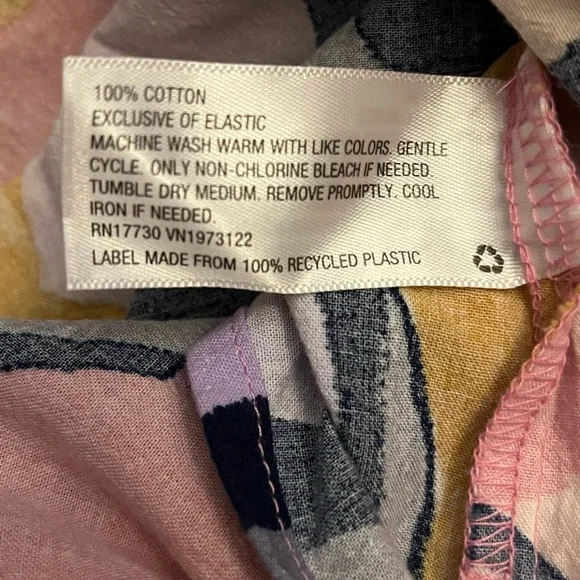 100% COTTON
EXCLUSIVE OF ELASTIC
MACHINE WASH WARM WITH LIKE COLORS. GENTLE
CYCLE. ONLY NON-CHLORINE BLEACH IF NEEDED.
TUMBLE DRY MEDIUM. REMOVE PROMPTLY. COOL
IRON IF NEEDED.
RN17730 VN1973122
LABEL MADE FROM 100% RECYCLED PLASTIC